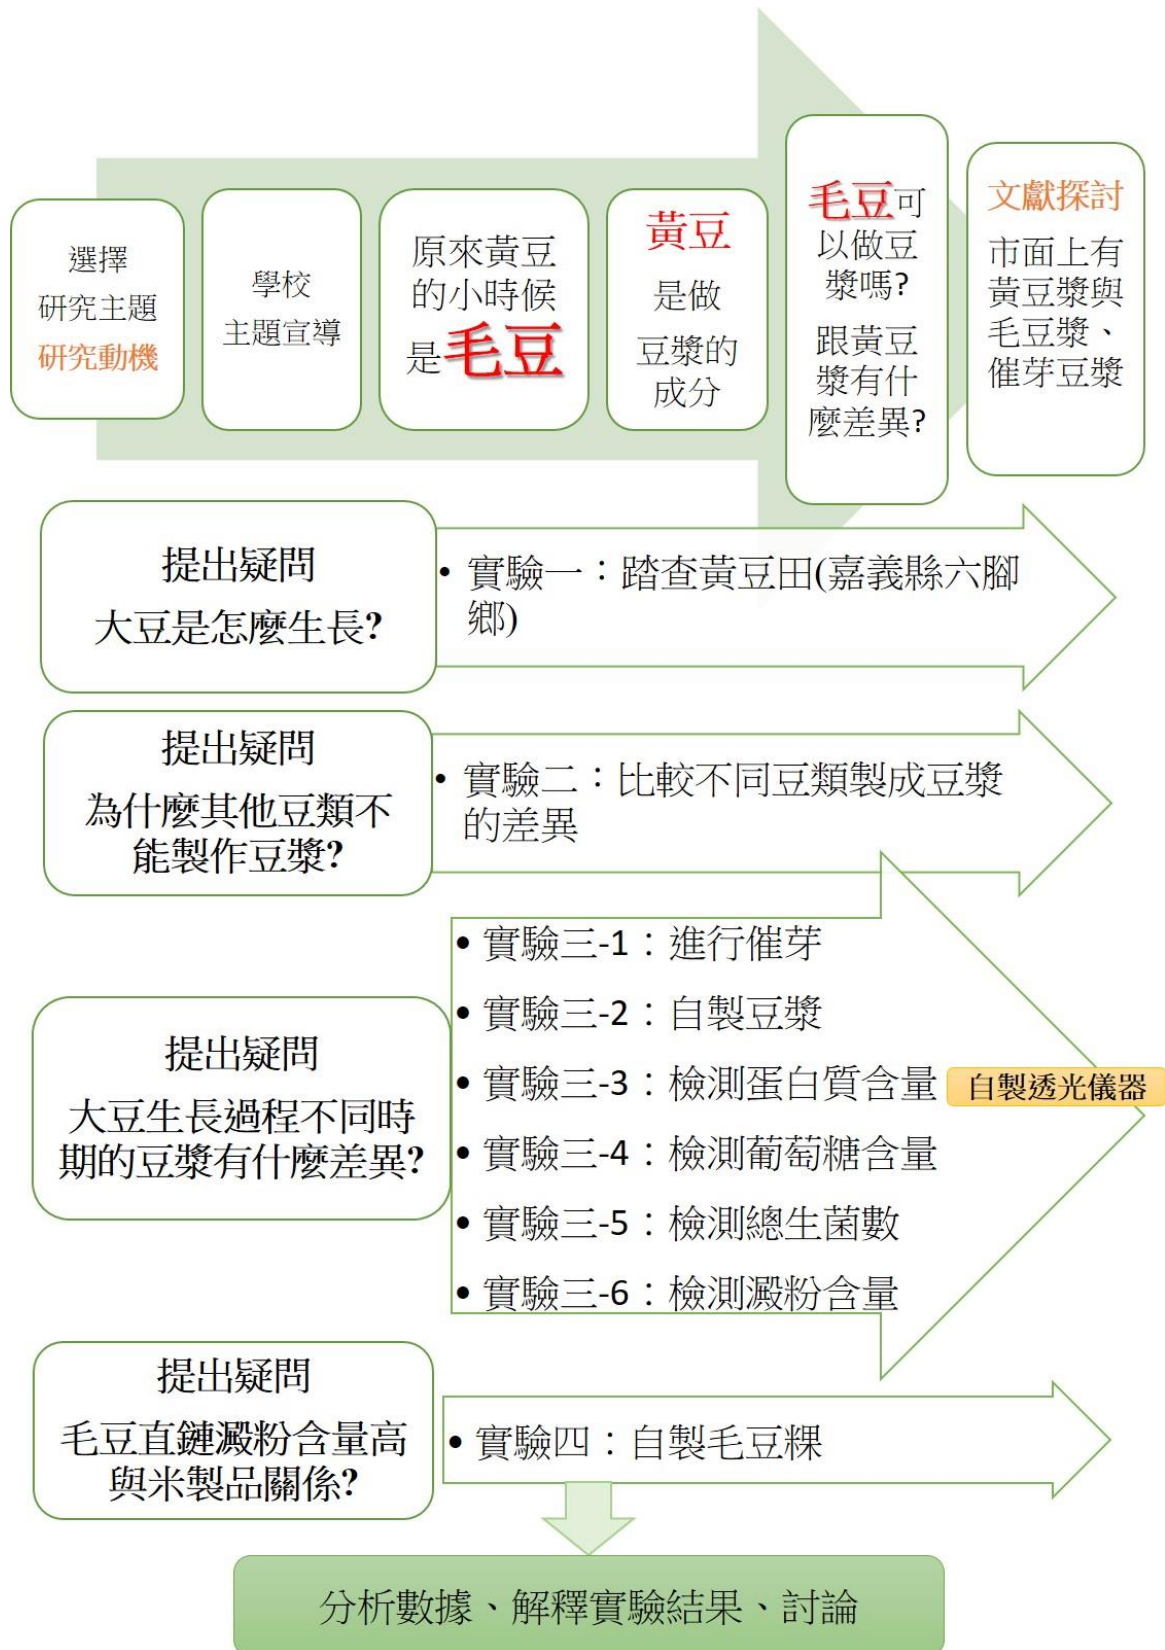 選擇
研究主題
研究動機
學校
主題宣導
原來黃豆
的小時候
是毛豆
黃豆
是做
豆漿的
成分
毛豆可
以做豆
漿嗎?
跟黃豆
漿有什
麼差異?
文獻探討
市面上有
黃豆漿與
毛豆漿、
催芽豆漿
提出疑問
大豆是怎麼生長?
• 實驗一：踏查黃豆田(嘉義縣六腳
鄉)
提出疑問
為什麼其他豆類不
能製作豆漿?
• 實驗二：比較不同豆類製成豆漿
的差異
提出疑問
大豆生長過程不同時
期的豆漿有什麼差異?
• 實驗三-1：進行催芽
• 實驗三-2：自製豆漿
• 實驗三-3：檢測蛋白質含量 自製透光儀器
• 實驗三-4：檢測葡萄糖含量
• 實驗三-5：檢測總生菌數
• 實驗三-6：檢測澱粉含量
提出疑問
毛豆直鏈澱粉含量高
與米製品關係?
• 實驗四：自製毛豆粿
分析數據、解釋實驗結果、討論